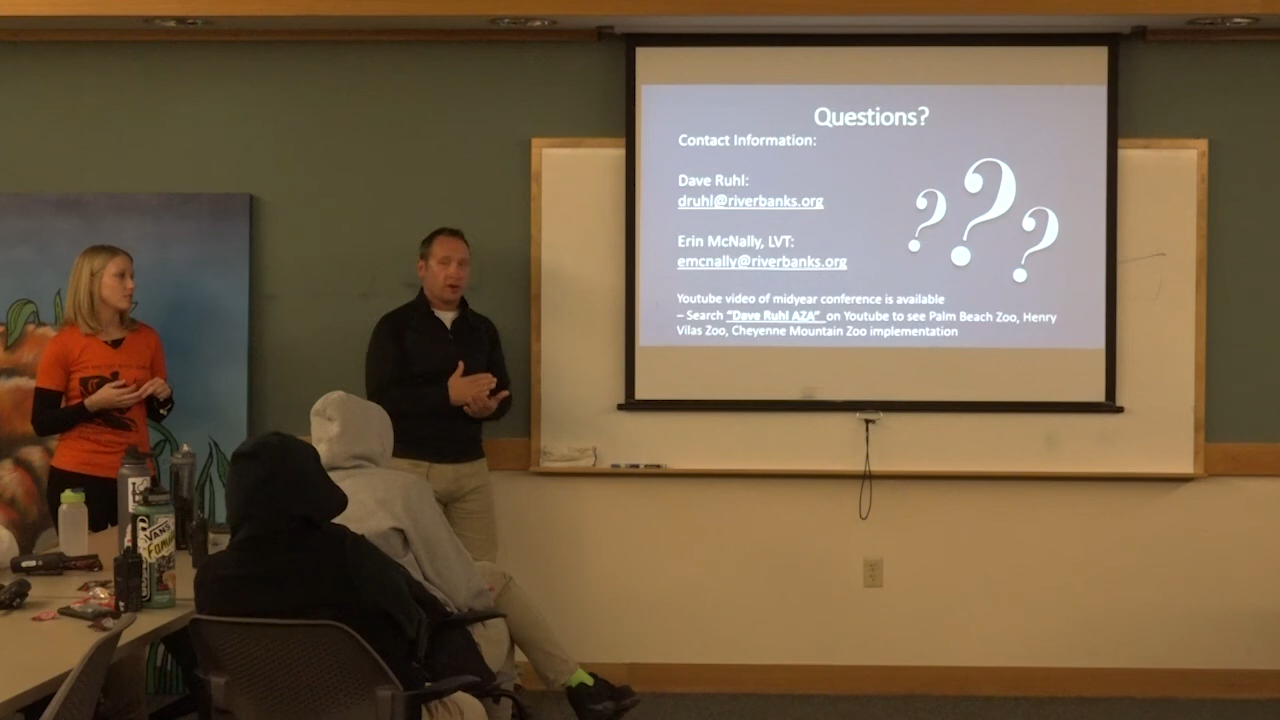 Questions?
Contact Information:
Dave Ruhl:
druhl@riverbanks.org
Erin McNally, LVT:
emcnally@riverbanks.org
Youtube video of midyear conference is available
– Search "Dave Ruhl AZA" on Youtube to see Palm Beach Zoo, Henry
Vilas Zoo, Cheyenne Mountain Zoo implementation
? ? ?
VANS
Family